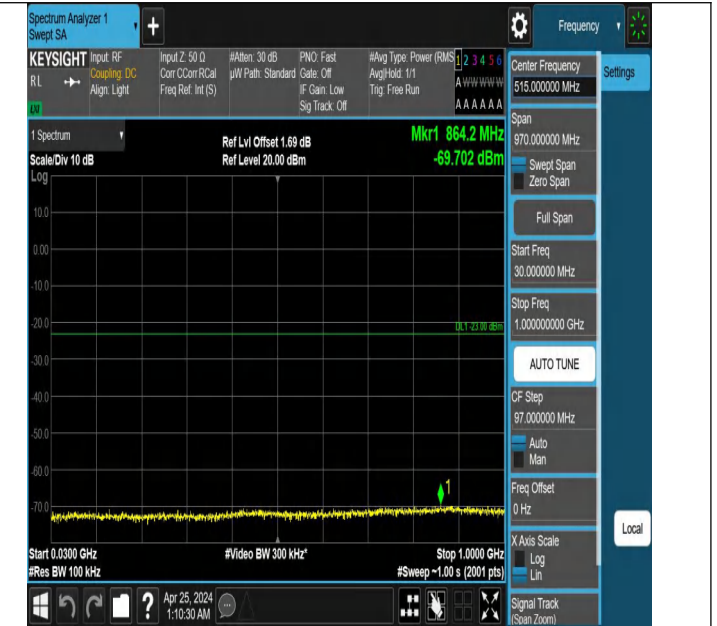 Spectrum Analyzer 1
Swept SA
+
Frequency
KEYSIGHT
RL
LXI
Input: RF
Coupling: DC
Align: Light
Input Z: 50 Ω
Corr CCorr RCal
Freq Ref: Int (S)
#Atten: 30 dB
µW Path: Standard
PNO: Fast
Gate: Off
IF Gain: Low
Sig Track: Off
#Avg Type: Power (RMS
Avg|Hold: 1/1
Trig: Free Run
1 2 3 4 5 6
A W W W W W
A A A A A A
1 Spectrum
Scale/Div 10 dB
Log
Ref Lvl Offset 1.69 dB
Ref Level 20.00 dBm
Mkr1 864.2 MHz
-69.702 dBm
10.0
0.00
-10.0
-20.0
-30.0
-40.0
-50.0
-60.0
-70.0
DL1 -23.00 dBm
1
Start 0.0300 GHz
#Res BW 100 kHz
#Video BW 300 kHz*
Stop 1.0000 GHz
#Sweep ~1.00 s (2001 pts)
?
Apr 25, 2024
1:10:30 AM
Center Frequency
515.000000 MHz
Settings
Span
970.000000 MHz
Swept Span
Zero Span
Full Span
Start Freq
30.000000 MHz
Stop Freq
1.000000000 GHz
AUTO TUNE
CF Step
97.000000 MHz
Auto
Man
Freq Offset
0 Hz
X Axis Scale
Log
Lin
Local
Signal Track
(Span Zoom)